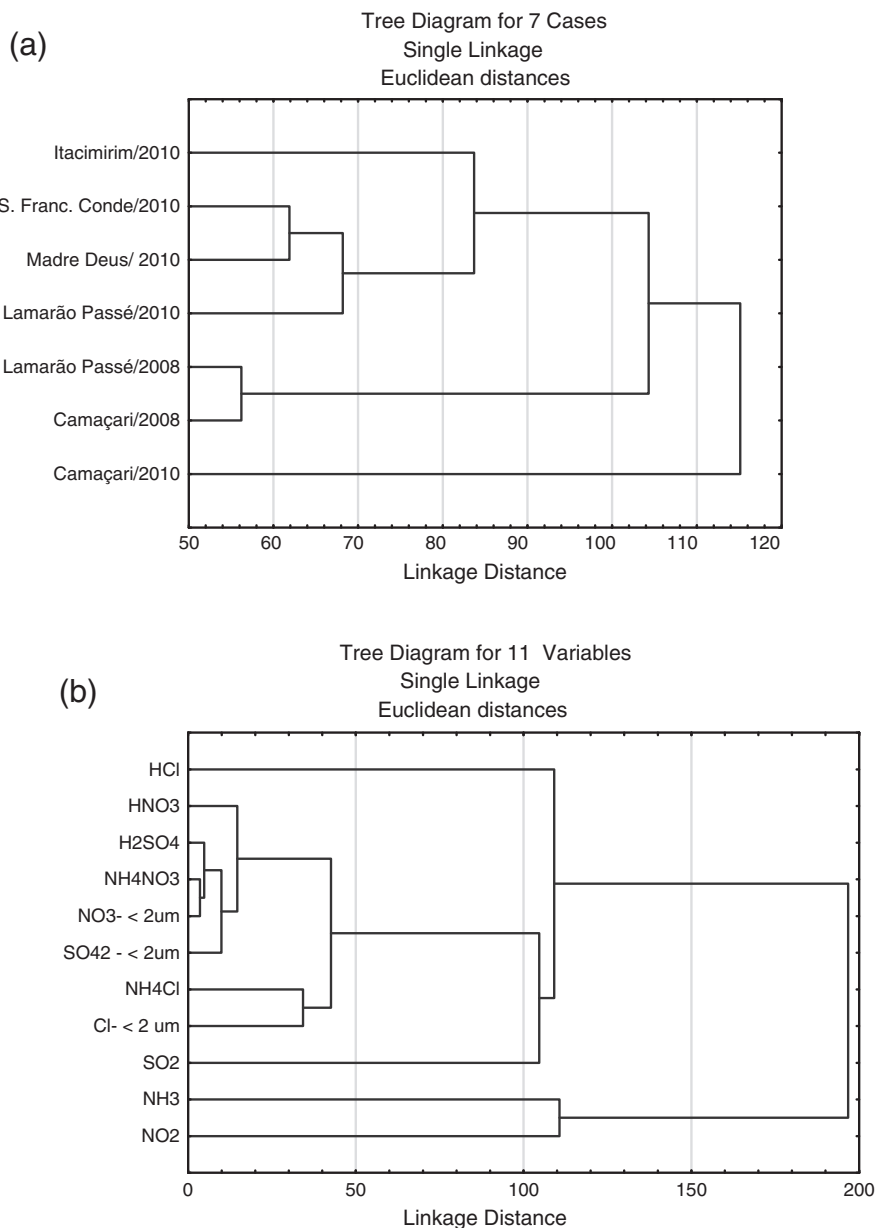 (a)
Tree Diagram for 7 Cases
Single Linkage
Euclidean distances
Itacimirim/2010
S. Franc. Conde/2010
Madre Deus/ 2010
Lamarão Passé/2010
Lamarão Passé/2008
Camaçari/2008
Camaçari/2010
50 60 70 80 90 100 110 120
Linkage Distance
(b)
Tree Diagram for 11 Variables
Single Linkage
Euclidean distances
HCl
HNO3
H2SO4
NH4NO3
NO3- < 2um
SO42 - < 2um
NH4Cl
Cl- < 2 um
SO2
NH3
NO2
0 50 100 150 200
Linkage Distance